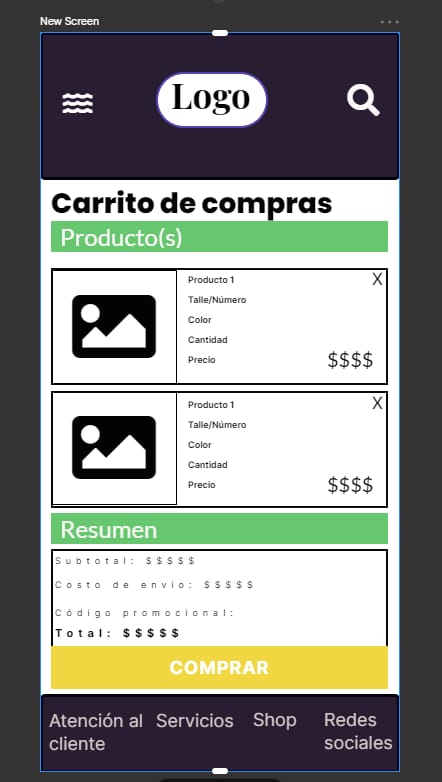 New Screen
Logo
Carrito de compras
Producto(s)
Producto 1
X
Talle/Número
Color
Cantidad
Precio
$$$$
Producto 1
X
Talle/Número
Color
Cantidad
Precio
$$$$
Resumen
Subtotal: $$$$$
Costo de envio: $$$$$
Código promocional:
Total: $$$$$
COMPRAR
Atención al cliente
Servicios
Shop
Redes sociales